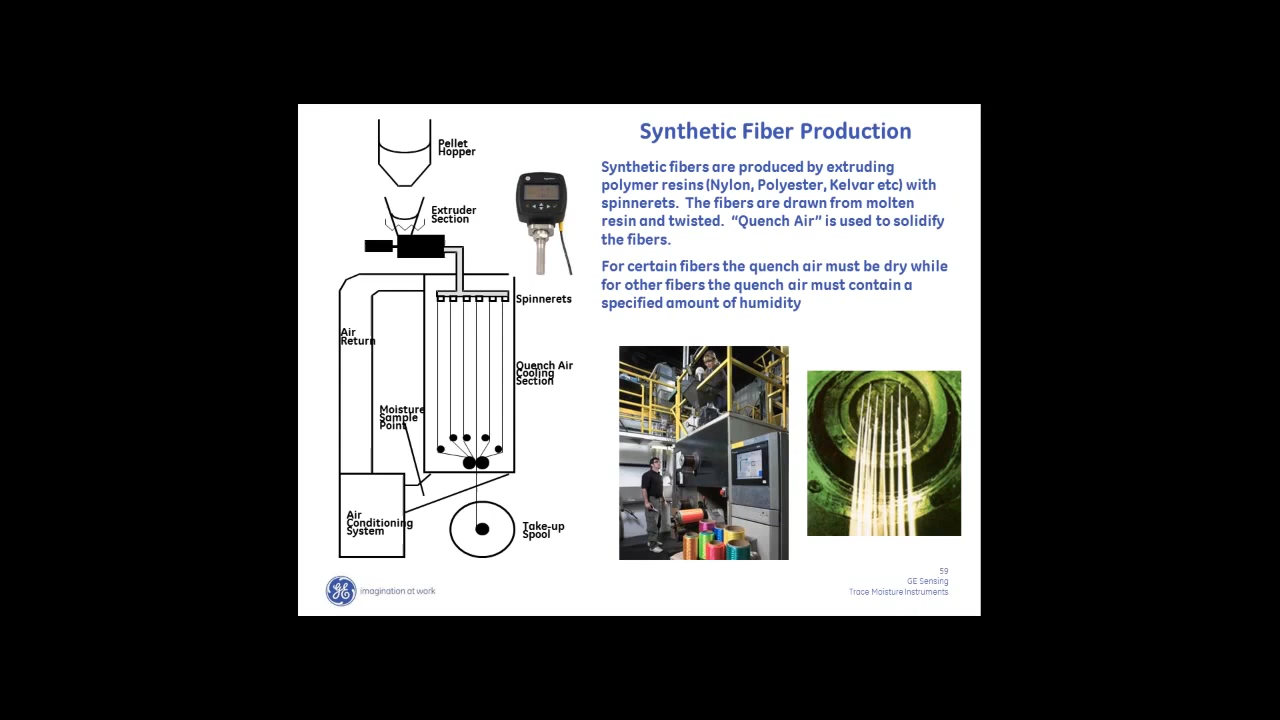 Synthetic Fiber Production
Synthetic fibers are produced by extruding
polymer resins (Nylon, Polyester, Kelvar etc) with
spinnerets.  The fibers are drawn from molten
resin and twisted.  “Quench Air” is used to solidify
the fibers.
For certain fibers the quench air must be dry while
for other fibers the quench air must contain a
specified amount of humidity
Pellet
Hopper
Extruder
Section
Spinnerets
Air
Return
Quench Air
Cooling
Section
Moisture
Sample
Point
Air
Conditioning
System
Take-up
Spool
GE
imagination at work
59
GE Sensing
Trace Moisture Instruments